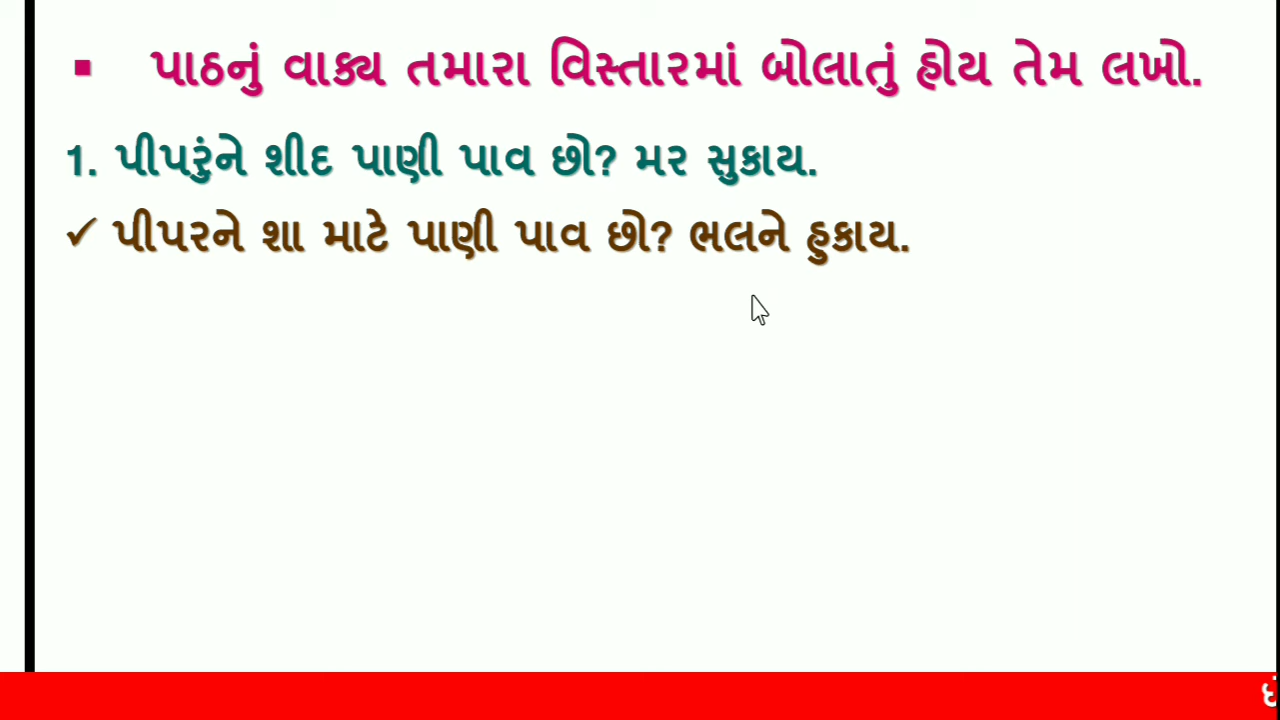 ▪ પાઠનું વાક્ય તમારા વિસ્તારમાં બોલાતું હોય તેમ લખો.
1. પીપરુંને શીદ પાણી પાવ છો? મર સુકાય.
✓ પીપરને શા માટે પાણી પાવ છો? ભલને હુકાય.